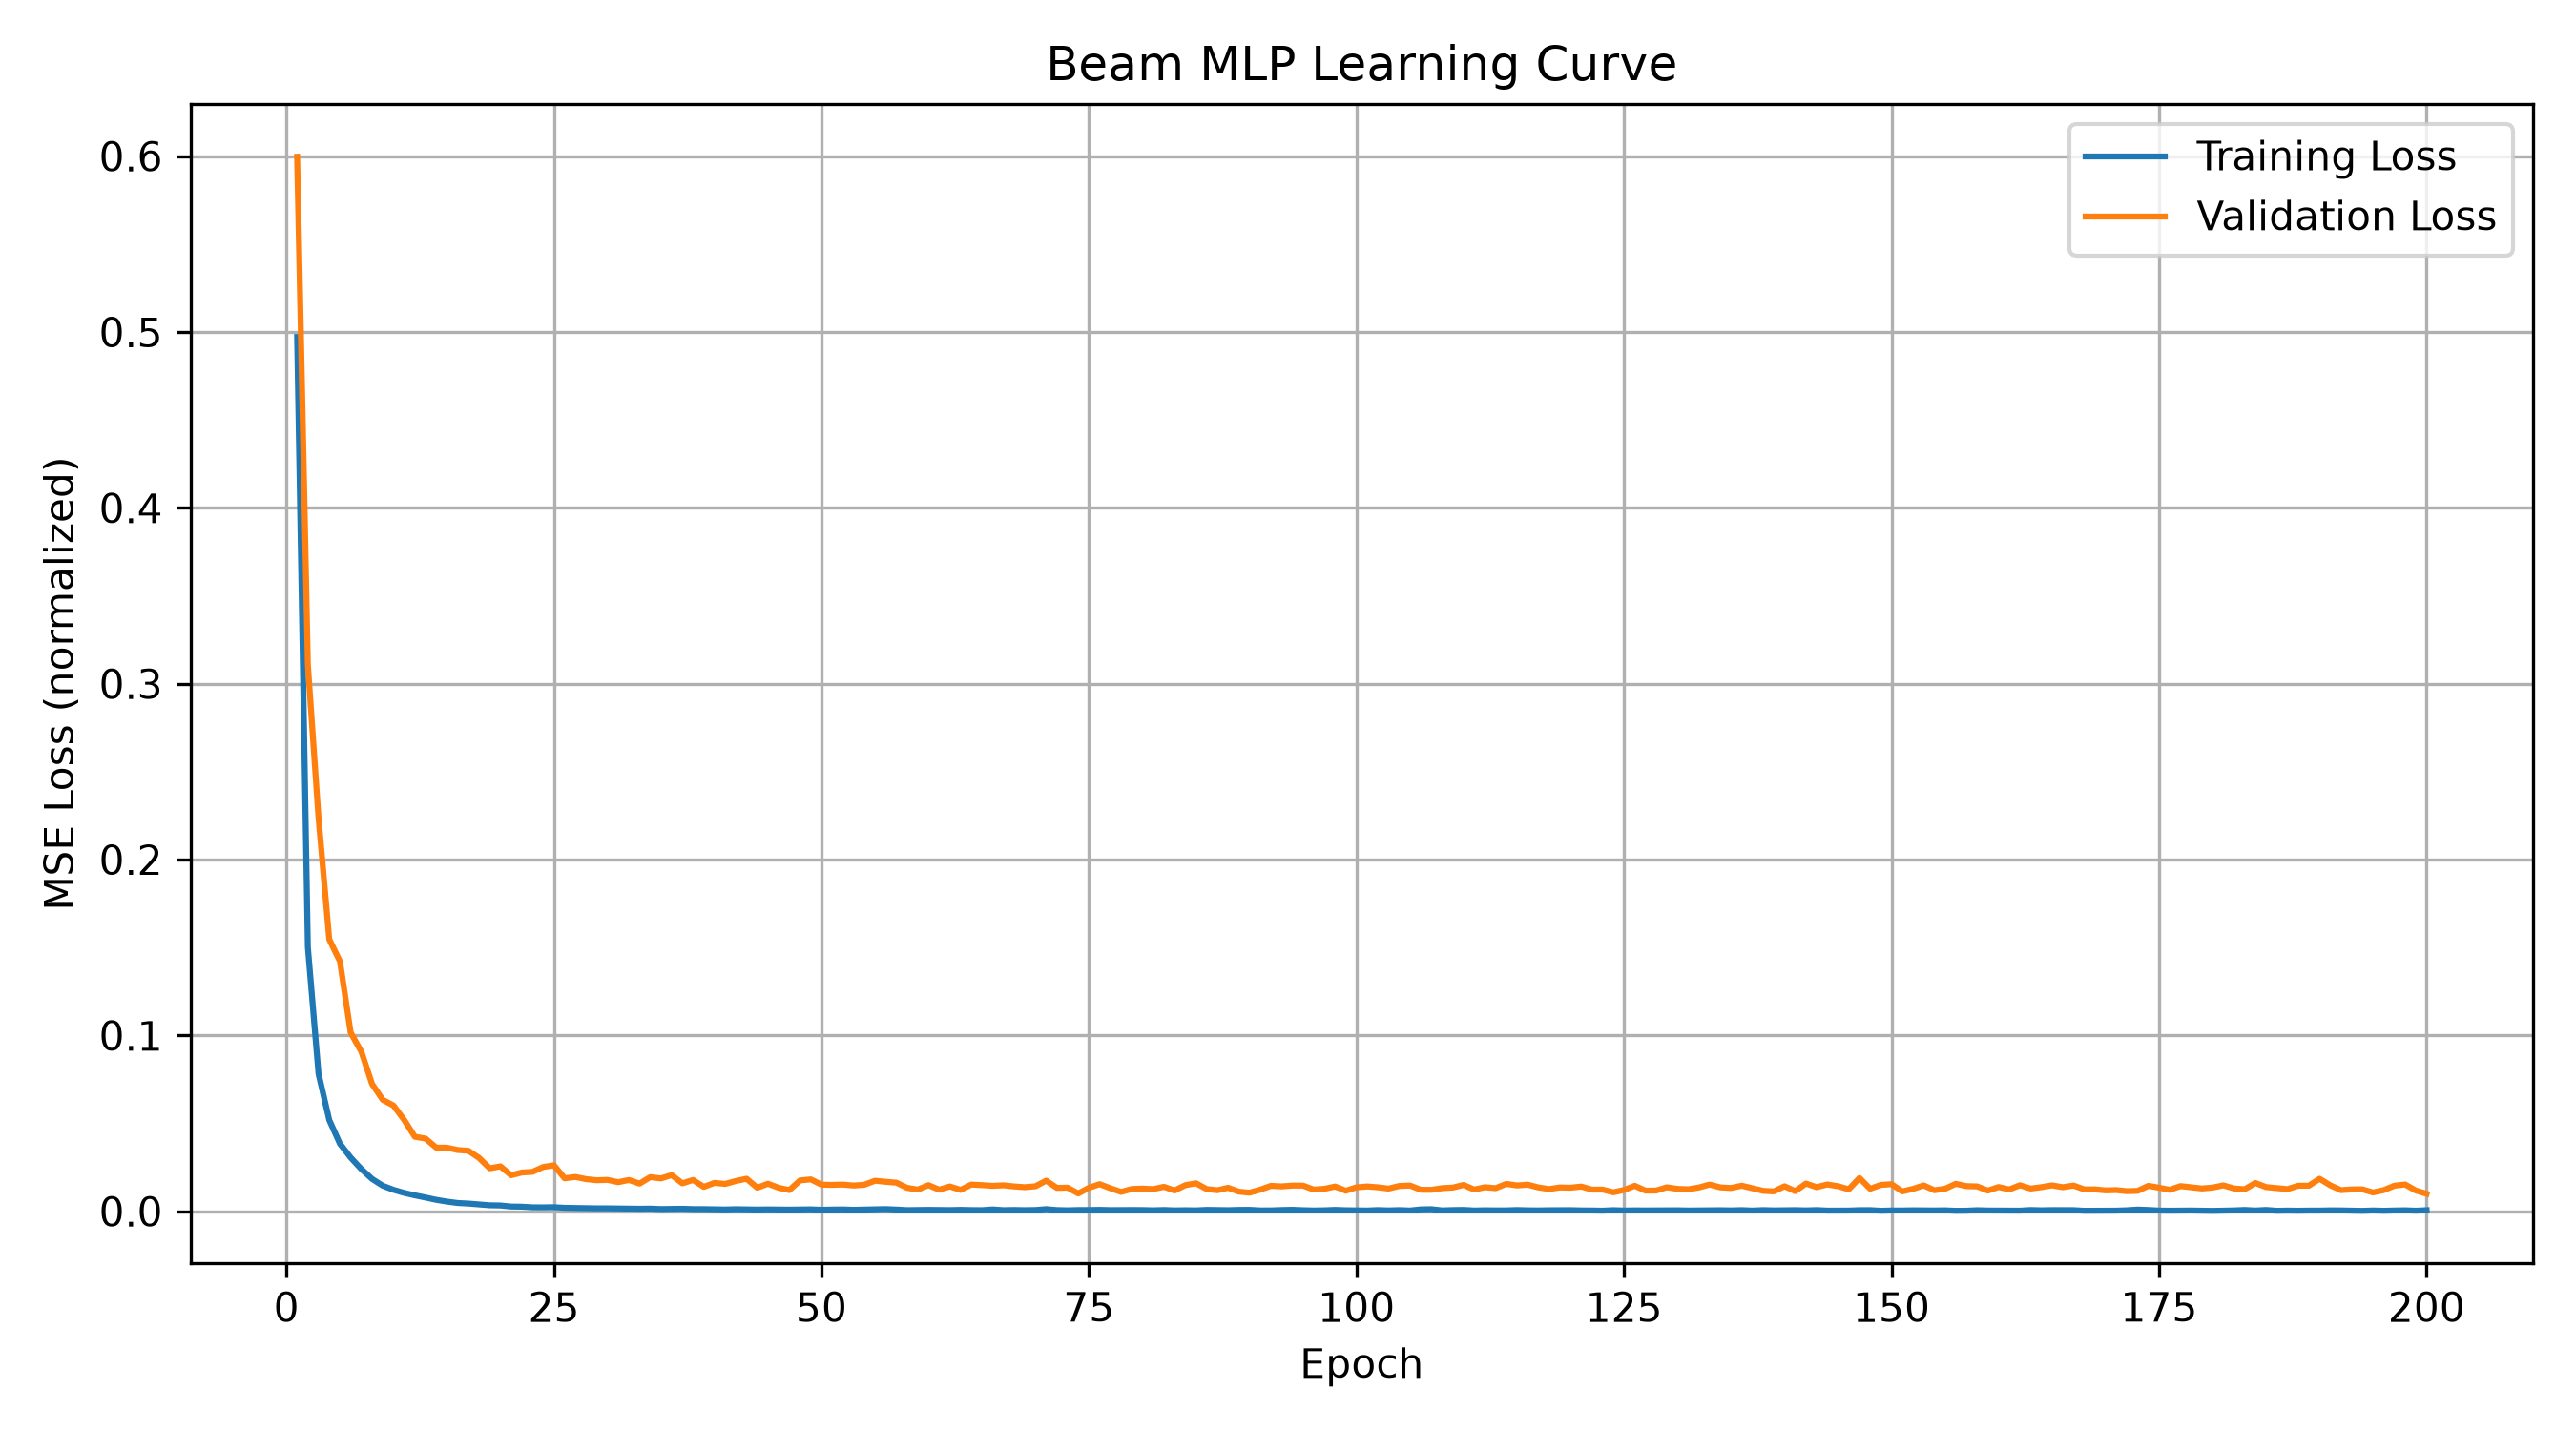 Beam MLP Learning Curve
Training Loss
Validation Loss
MSE Loss (normalized)
0.6
0.5
0.4
0.3
0.2
0.1
0.0
0 25 50 75 100 125 150 175 200
Epoch